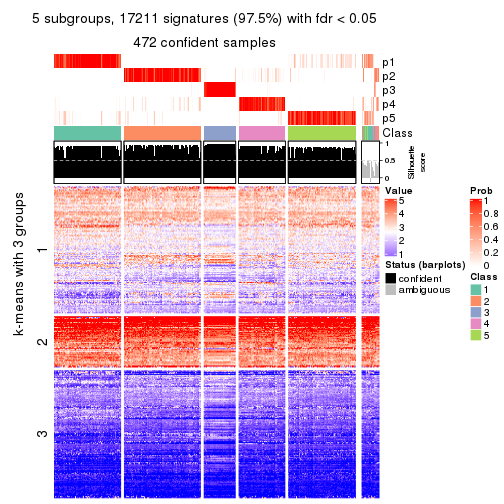 5 subgroups, 17211 signatures (97.5%) with fdr < 0.05
472 confident samples
p1
p2
p3
p4
p5
Class
1
0.5
0
Silhouette
score
k-means with 3 groups
1
2
3
Value
5
4
3
2
1
Status (barplots)
confident
ambiguous
Prob
1
0.8
0.6
0.4
0.2
0
Class
1
2
3
4
5